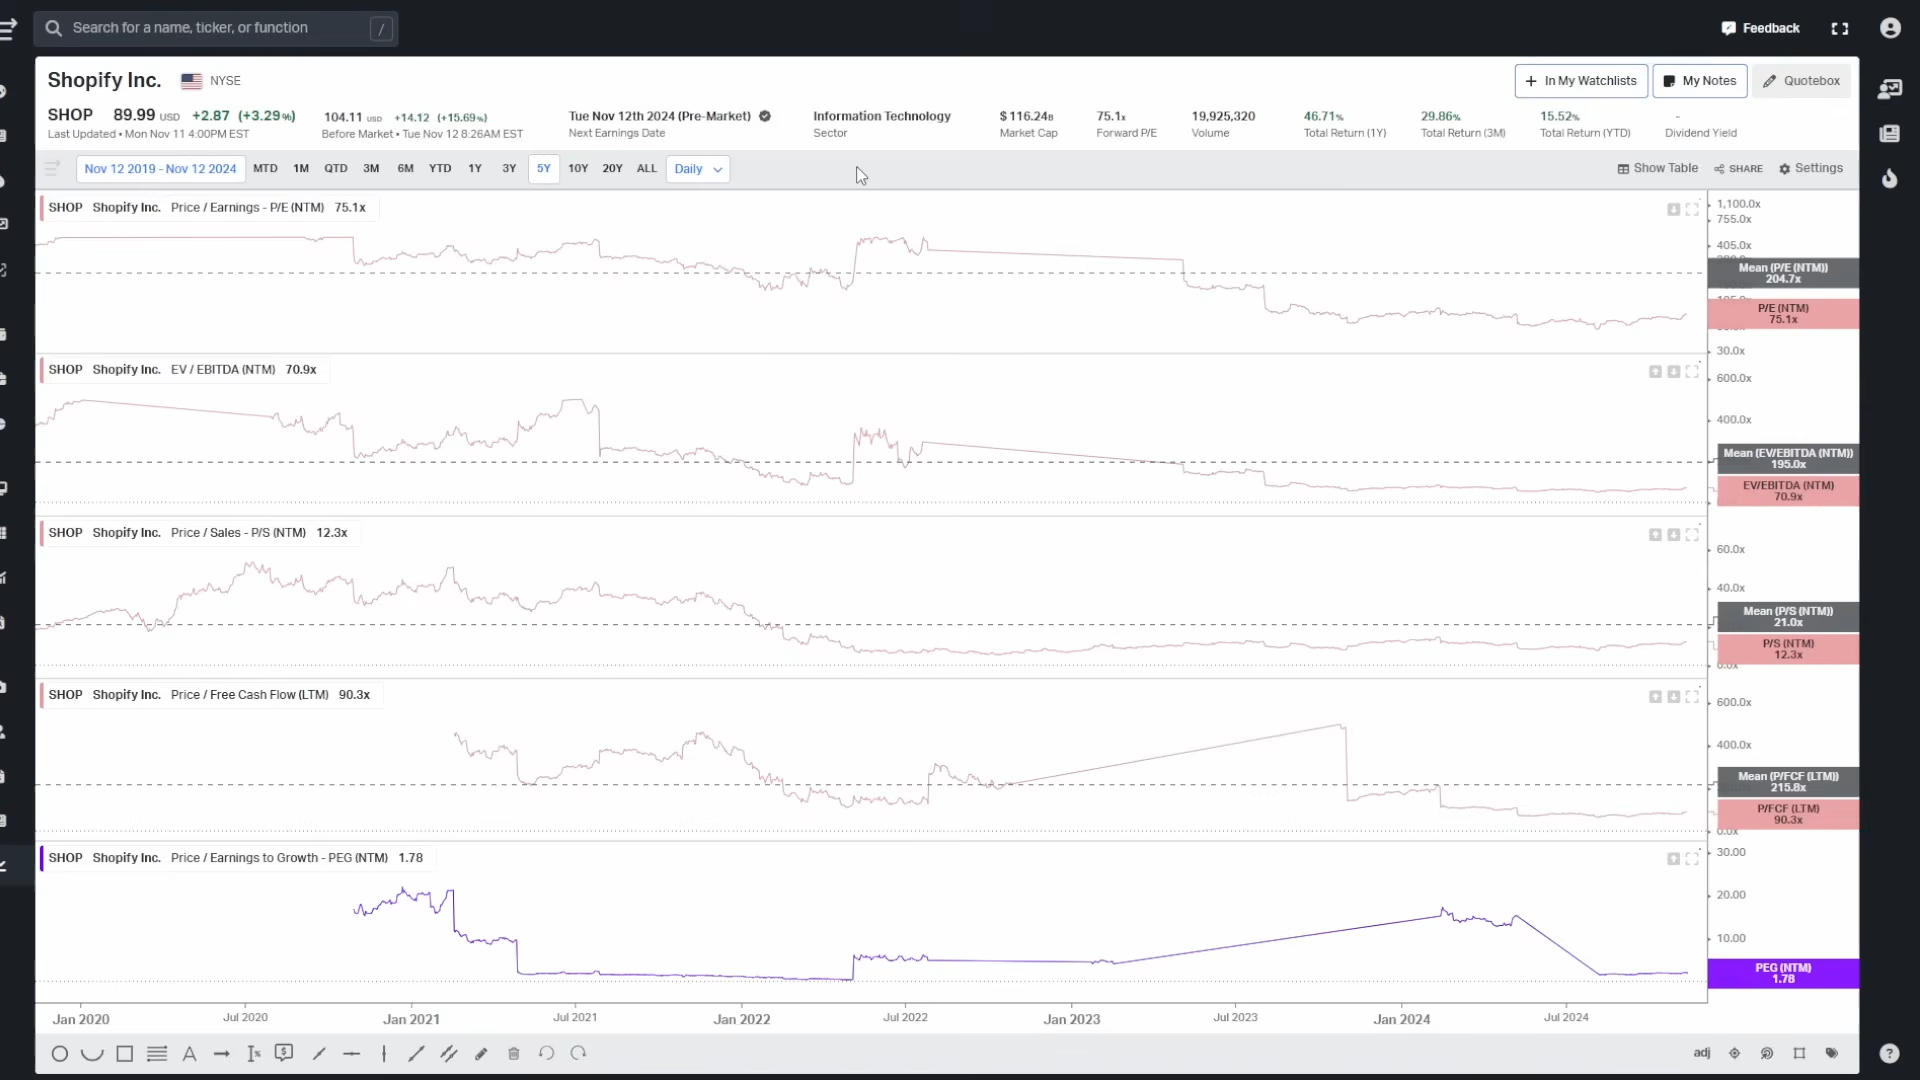 Search for a name, ticker, or function /
Feedback
Shopify Inc. NYSE
In My Watchlists My Notes Quotebox
SHOP 89.99 USD +2.87 (+3.29%) 104.11 USD +14.12 (+15.69%) Tue Nov 12th 2024 (Pre-Market) Information Technology $116.24B 75.1x 19,925,320 46.71% 29.86% 15.52% -
Last Updated • Mon Nov 11 4:00PM EST Before Market • Tue Nov 12 8:26AM EST Next Earnings Date Sector Market Cap Forward P/E Volume Total Return (1Y) Total Return (3M) Total Return (YTD) Dividend Yield
Nov 12 2019 - Nov 12 2024 MTD 1M QTD 3M 6M YTD 1Y 3Y 5Y 10Y 20Y ALL Daily Show Table SHARE Settings
SHOP Shopify Inc. Price / Earnings - P/E (NTM) 75.1x
1,100.0x
755.0x
405.0x
Mean (P/E (NTM))
204.7x
P/E (NTM)
75.1x
30.0x
SHOP Shopify Inc. EV / EBITDA (NTM) 70.9x
600.0x
400.0x
Mean (EV/EBITDA (NTM))
195.0x
EV/EBITDA (NTM)
70.9x
SHOP Shopify Inc. Price / Sales - P/S (NTM) 12.3x
60.0x
40.0x
Mean (P/S (NTM))
21.0x
P/S (NTM)
12.3x
0.0x
SHOP Shopify Inc. Price / Free Cash Flow (LTM) 90.3x
600.0x
400.0x
Mean (P/FCF (LTM))
215.8x
P/FCF (LTM)
90.3x
0.0x
SHOP Shopify Inc. Price / Earnings to Growth - PEG (NTM) 1.78
30.00
20.00
10.00
PEG (NTM)
1.78
Jan 2020 Jul 2020 Jan 2021 Jul 2021 Jan 2022 Jul 2022 Jan 2023 Jul 2023 Jan 2024 Jul 2024
adj